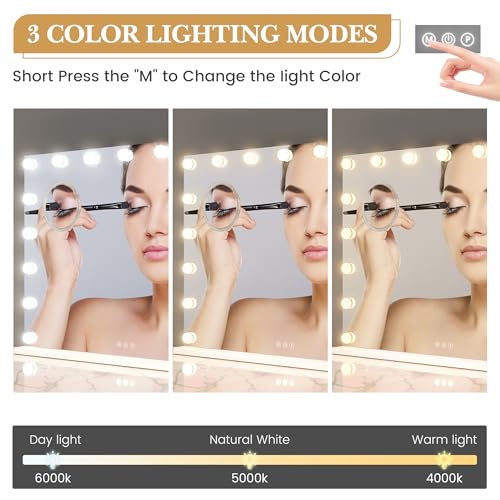 3 COLOR LIGHTING MODES
M P
Short Press the "M" to Change the light Color
Day light Natural White Warm light
6000k 5000k 4000k